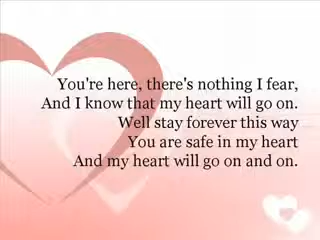 You're here, there's nothing I fear,
And I know that my heart will go on.
Well stay forever this way
You are safe in my heart
And my heart will go on and on.